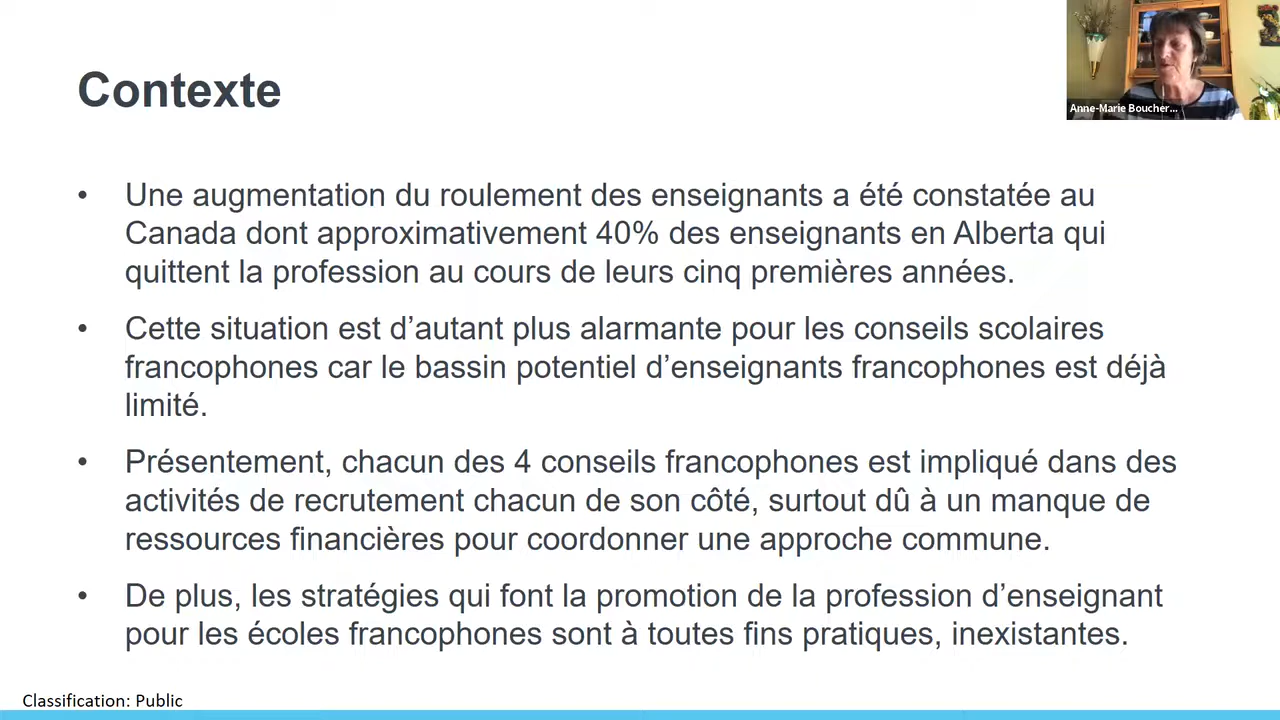 Contexte
Anne-Marie Boucher...
• Une augmentation du roulement des enseignants a été constatée au
Canada dont approximativement 40% des enseignants en Alberta qui
quittent la profession au cours de leurs cinq premières années.
• Cette situation est d’autant plus alarmante pour les conseils scolaires
francophones car le bassin potentiel d’enseignants francophones est déjà
limité.
• Présentement, chacun des 4 conseils francophones est impliqué dans des
activités de recrutement chacun de son côté, surtout dû à un manque de
ressources financières pour coordonner une approche commune.
• De plus, les stratégies qui font la promotion de la profession d’enseignant
pour les écoles francophones sont à toutes fins pratiques, inexistantes.
Classification: Public